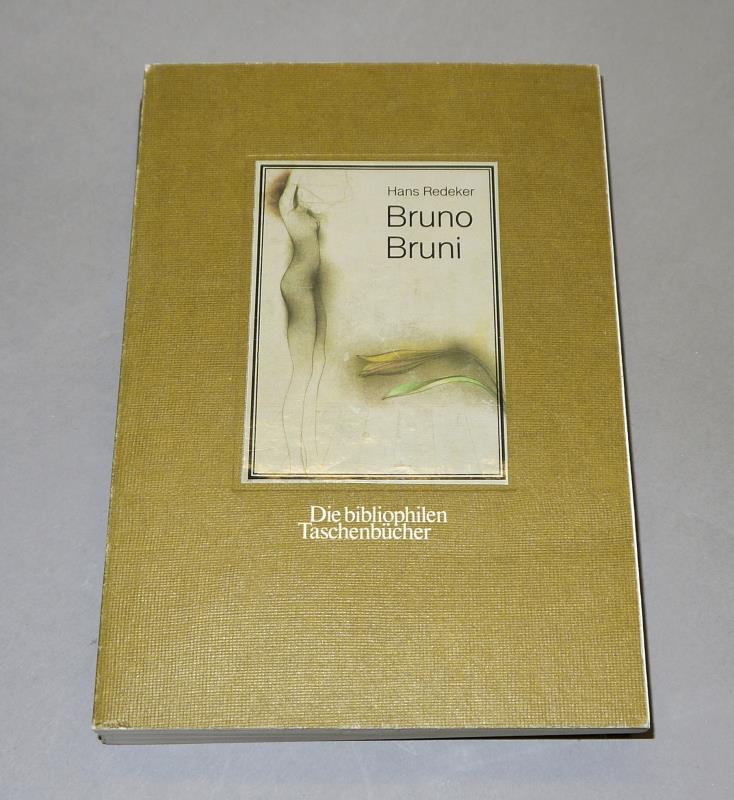 Hans Redeker
Bruno
Bruni
Die bibliophilen
Taschenbücher